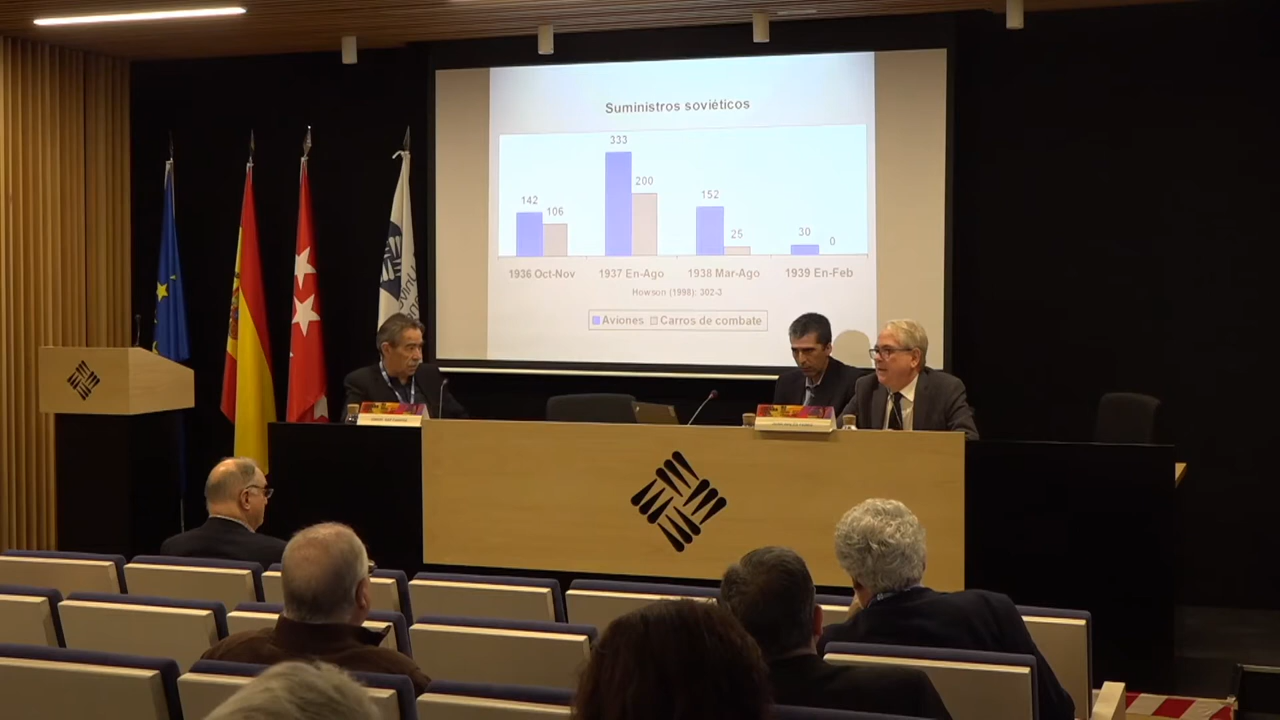 Suministros soviéticos
333
200
142
106
152
25
30
0
1936 Oct-Nov
1937 En-Ago
1938 Mar-Ago
1939 En-Feb
Howson (1998): 302-3
Aviones
Carros de combate